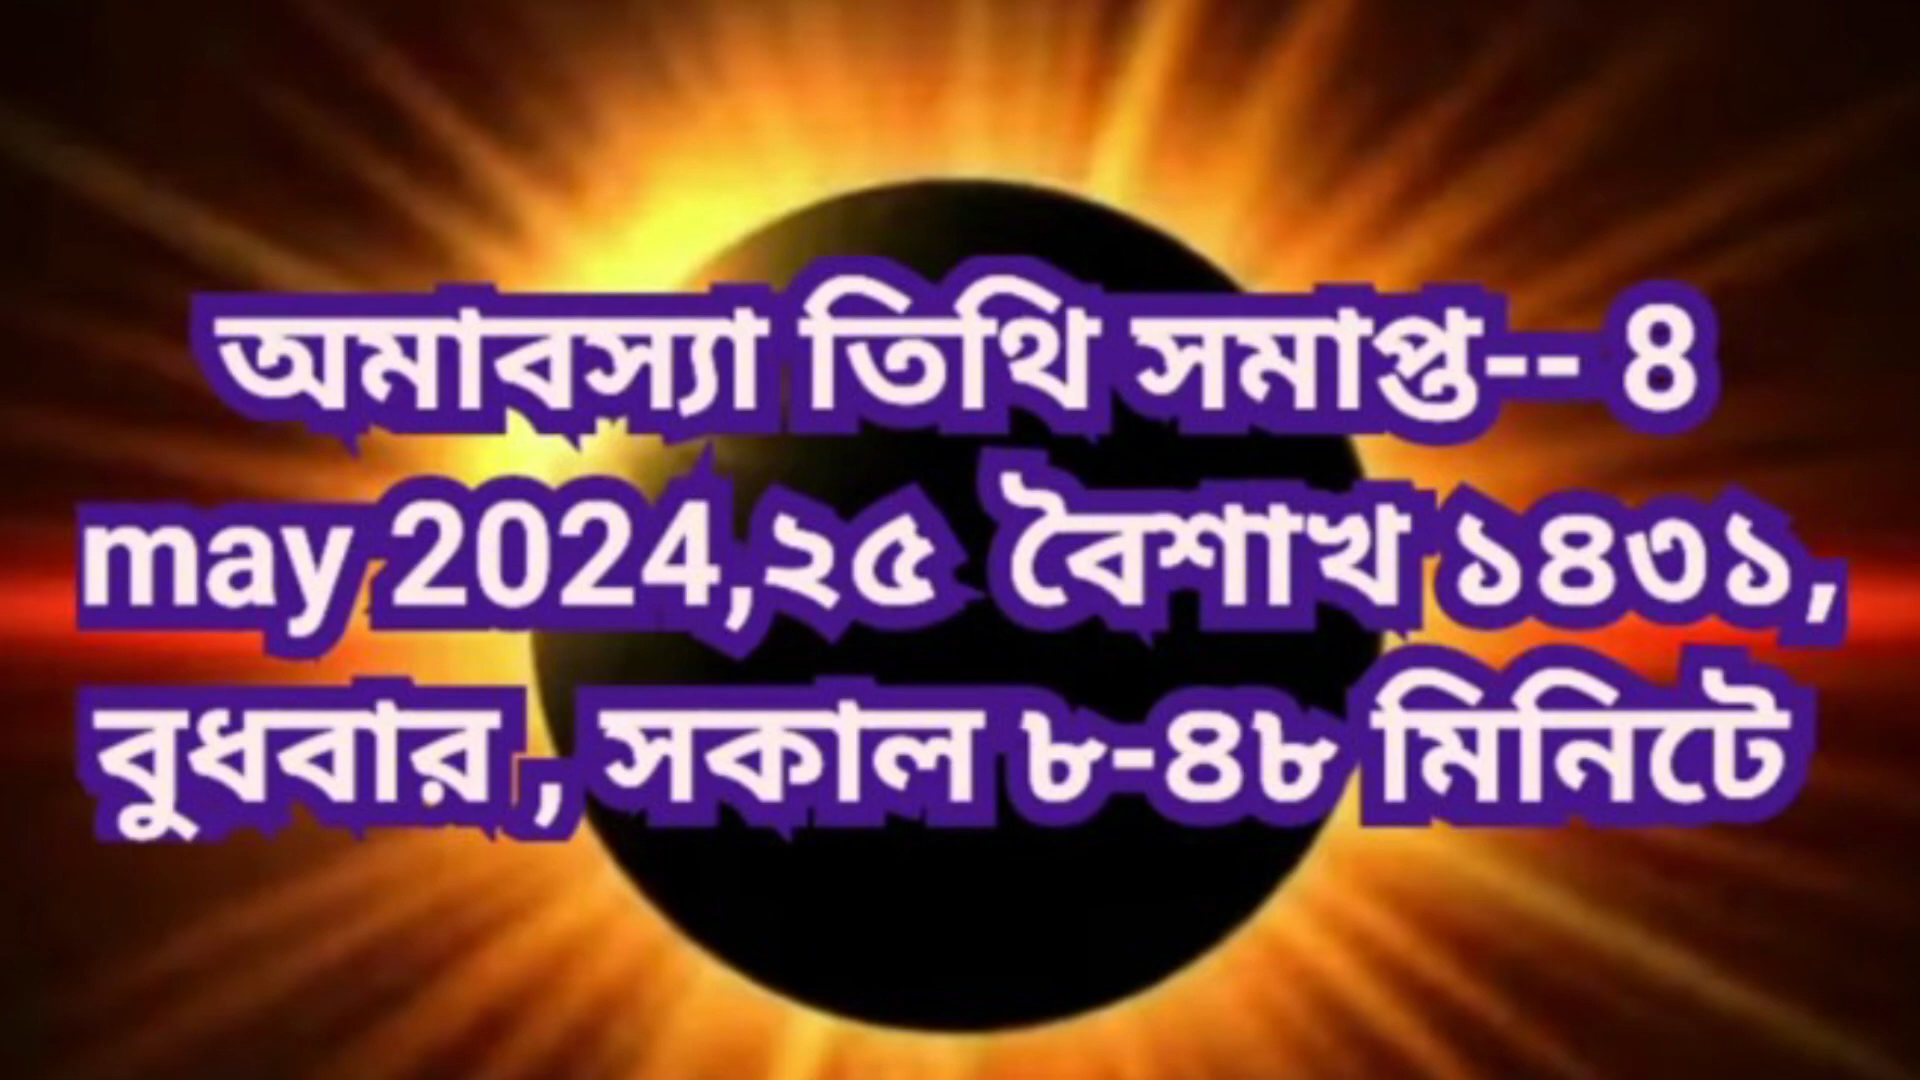 অমাবস্যা তিথি সমাপ্ত-- 8
may 2024,২৫ বৈশাখ ১৪৩১,
বুধবার , সকাল ৮-৪৮ মিনিটে